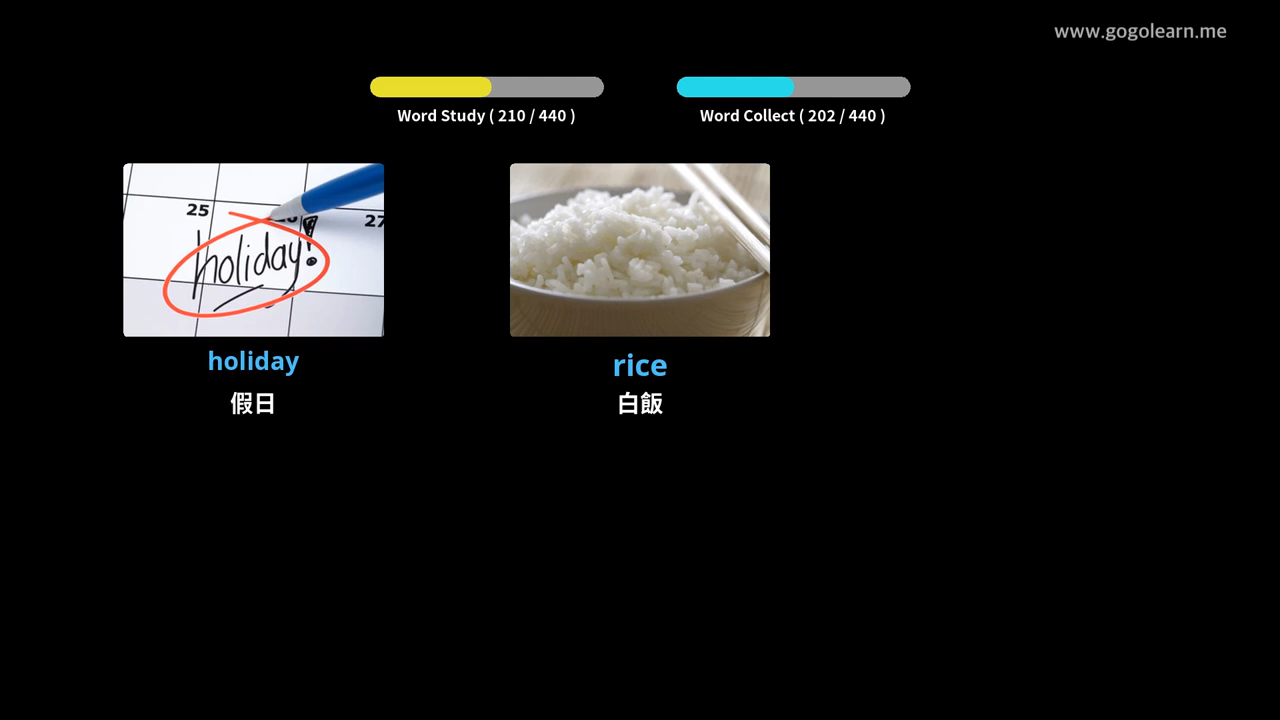 www.gogolearn.me
Word Study ( 210 / 440 )
Word Collect ( 202 / 440 )
25
27
holiday!
holiday
假日
rice
白飯